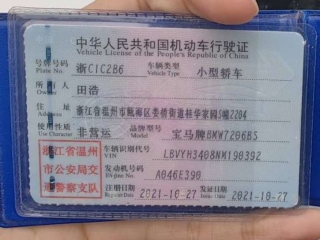 中华人民共和国机动车行驶证
Vehicle License of the People's Republic of China
号牌号码 浙C1C2B6 车辆类型 小型轿车
Plate No. Vehicle Type
所有人 田浩
Owner
住址 浙江省温州市瓯海区娄桥街道桂华家园5幢2204
Address
使用性质 非营运 品牌型号 宝马牌BMW7206BS
Use Character Model
浙江省温州 车辆识别代号 LBVYH3408NM190392
VIN
市公安局交 发动机号码 A046E390
Engine No.
通警察支队 注册日期 2021-10-27 发证日期 2021-10-27
Register Date Issue Date